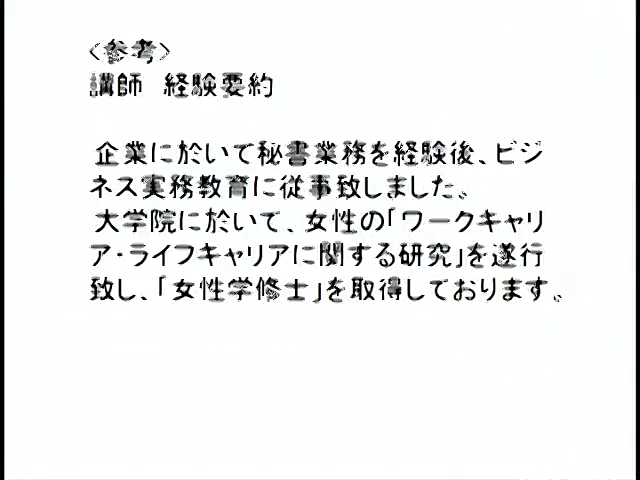 <参考>
講師　経験要約
企業に於いて秘書業務を経験後、ビジ
ネス実務教育に従事致しました。
大学院に於いて、女性の「ワークキャリ
ア・ライフキャリアに関する研究」を遂行
致し、「女性学修士」を取得しております。